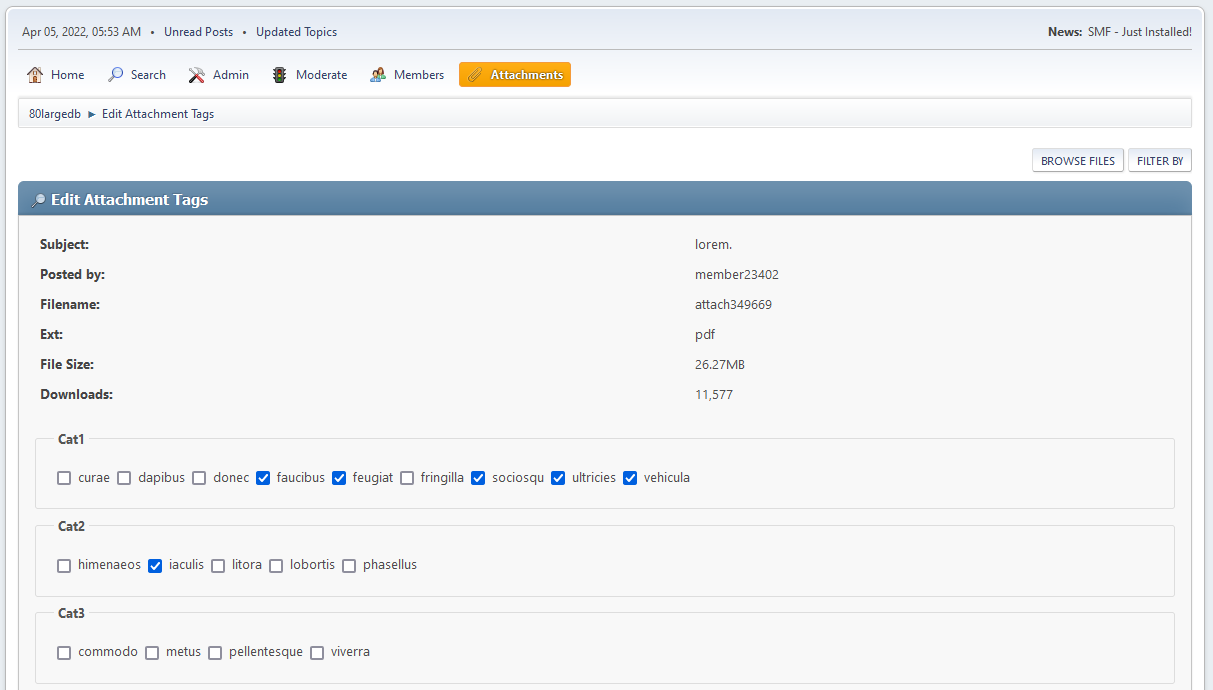 Apr 05, 2022, 05:53 AM • Unread Posts • Updated Topics News: SMF - Just Installed!
Home Search Admin Moderate Members Attachments
80largedb ► Edit Attachment Tags
BROWSE FILES FILTER BY
Edit Attachment Tags
Subject: lorem.
Posted by: member23402
Filename: attach349669
Ext: pdf
File Size: 26.27MB
Downloads: 11,577
Cat1
curae dapibus donec faucibus feugiat fringilla sociosqu ultricies vehicula
Cat2
himenaeos iaculis litora lobortis phasellus
Cat3
commodo metus pellentesque viverra